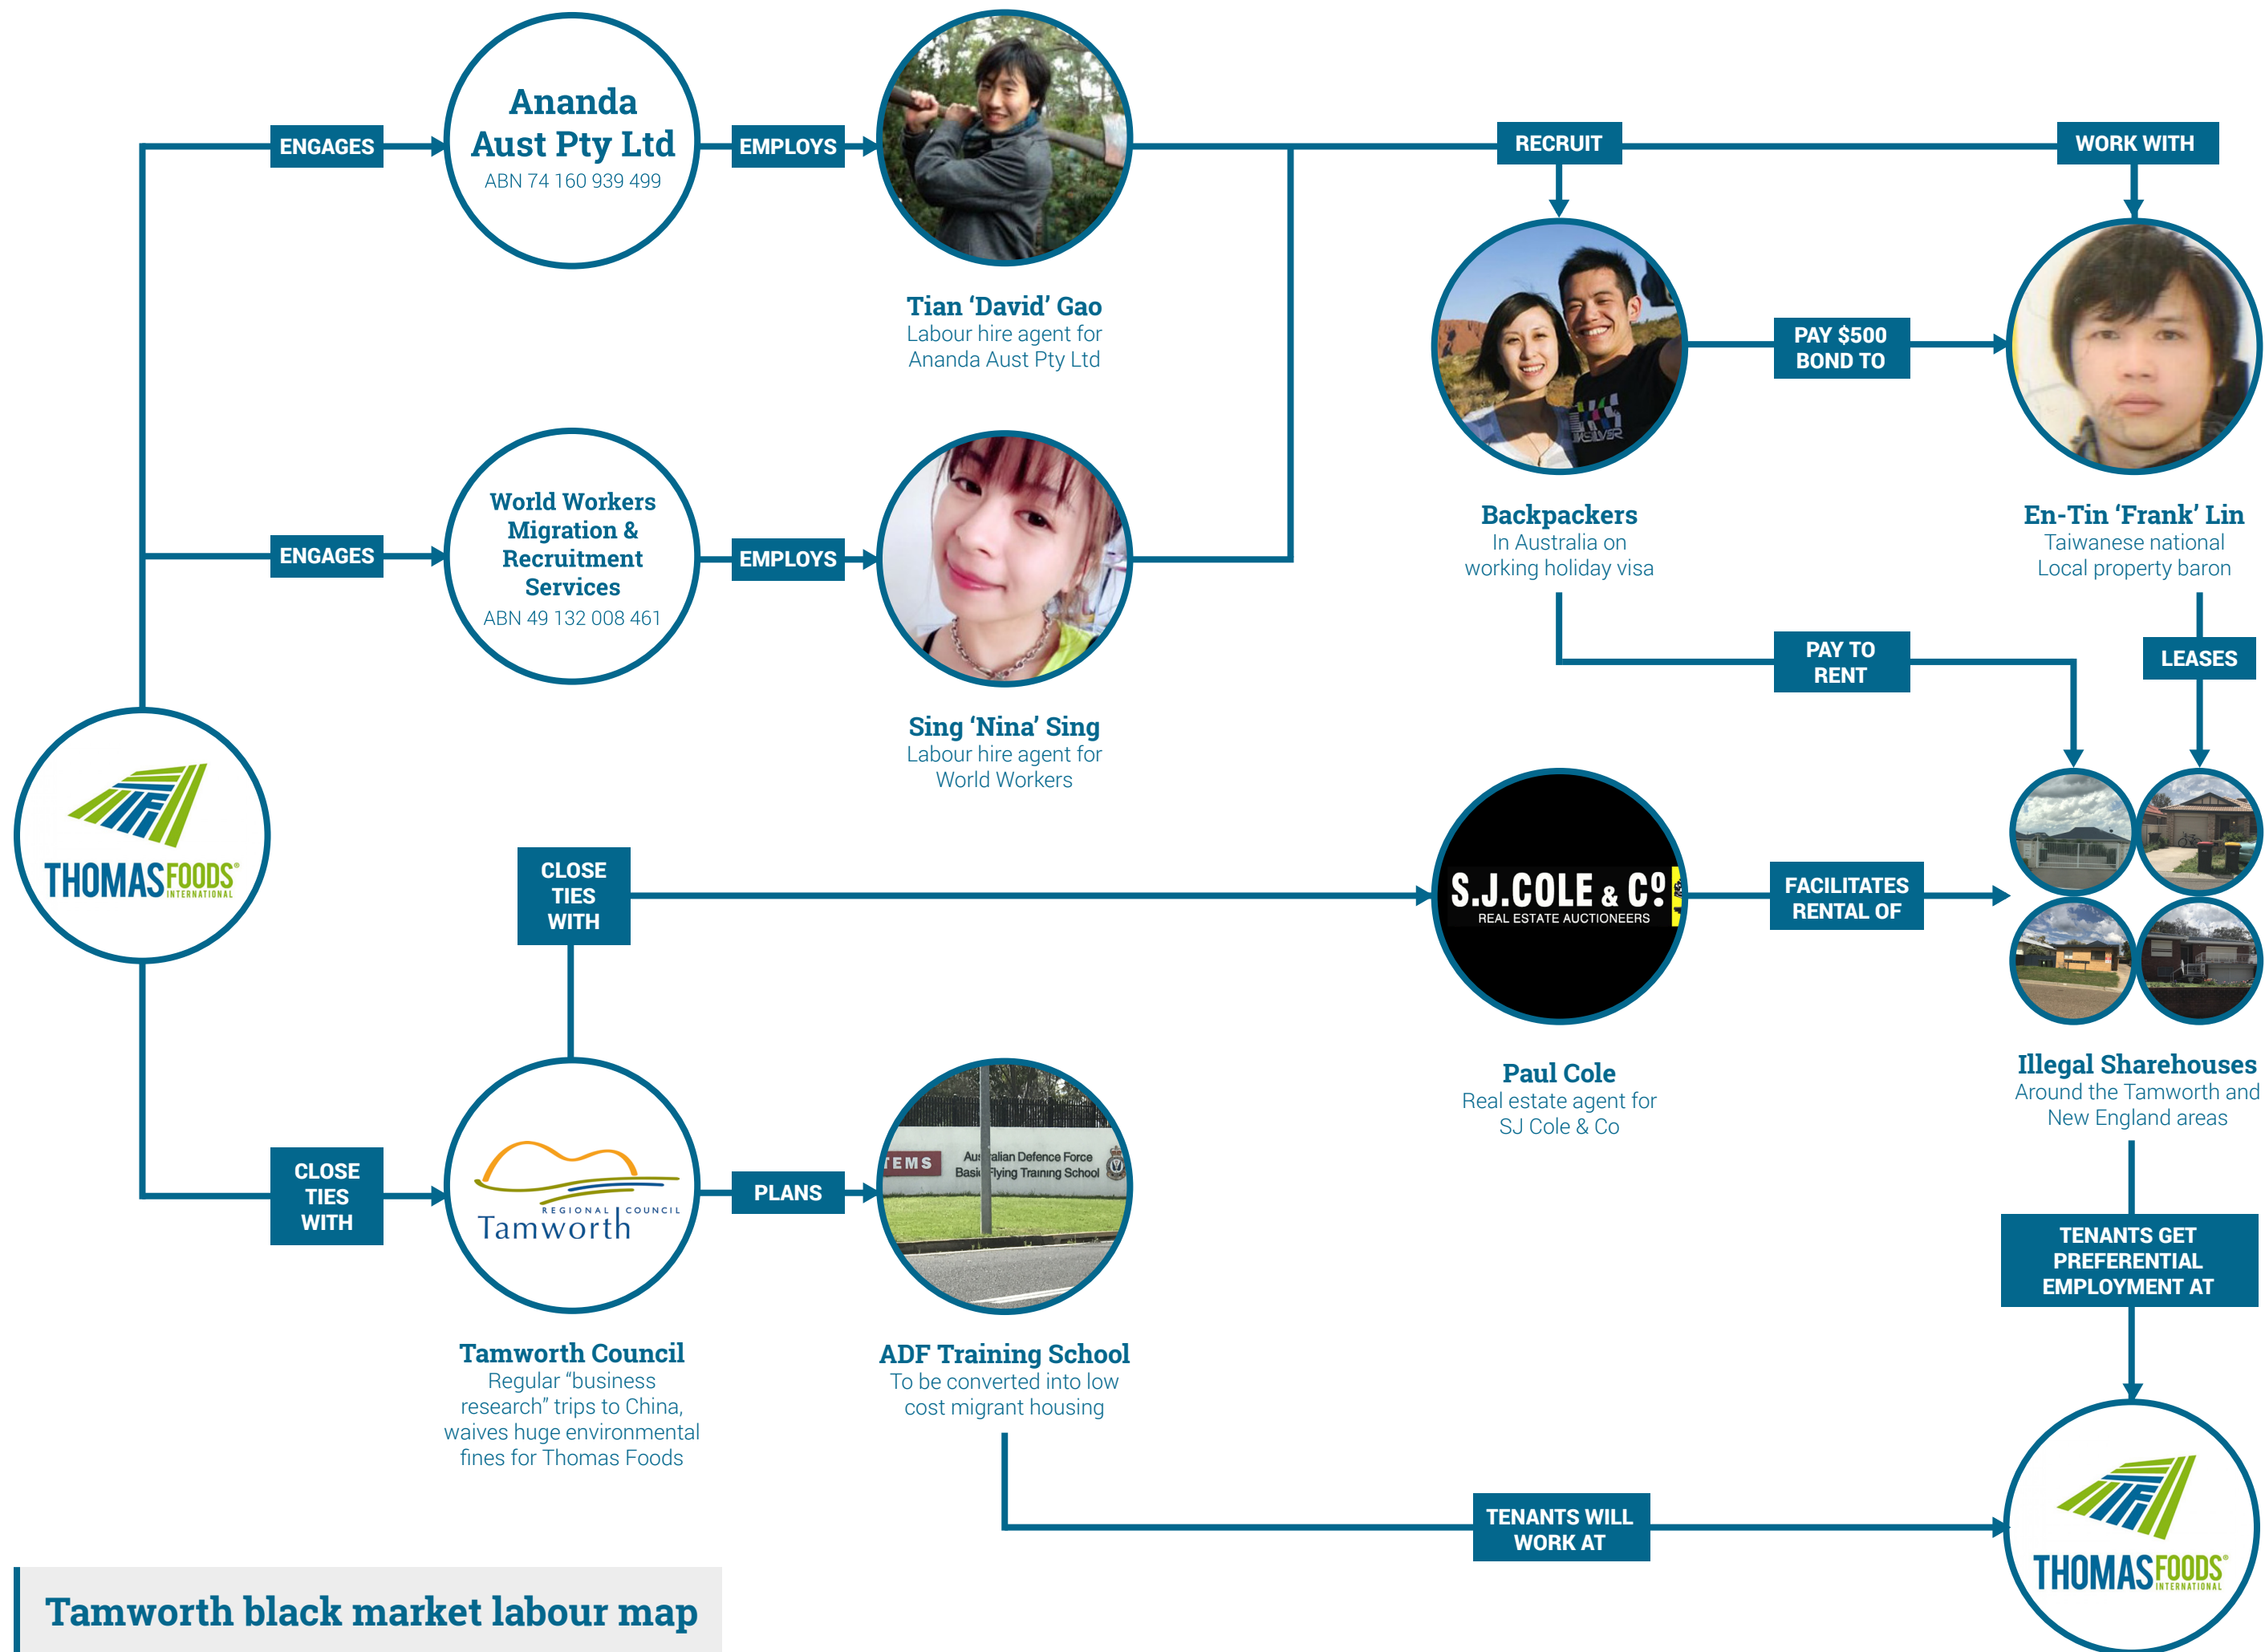 ENGAGES
Ananda
Aust Pty Ltd
ABN 74 160 939 499
EMPLOYS
Tian ‘David’ Gao
Labour hire agent for
Ananda Aust Pty Ltd
RECRUIT
WORK WITH
Backpackers
In Australia on
working holiday visa
PAY $500
BOND TO
En-Tin ‘Frank’ Lin
Taiwanese national
Local property baron
ENGAGES
World Workers
Migration &
Recruitment
Services
ABN 49 132 008 461
EMPLOYS
Sing ‘Nina’ Sing
Labour hire agent for
World Workers
PAY TO
RENT
LEASES
THOMAS FOODS®
INTERNATIONAL
CLOSE
TIES
WITH
S.J.COLE & Co.
REAL ESTATE AUCTIONEERS
Paul Cole
Real estate agent for
SJ Cole & Co
FACILITATES
RENTAL OF
Illegal Sharehouses
Around the Tamworth and
New England areas
CLOSE
TIES
WITH
REGIONAL COUNCIL
Tamworth
Tamworth Council
Regular “business
research” trips to China,
waives huge environmental
fines for Thomas Foods
PLANS
TEMS
Australian Defence Force
Basic Flying Training School
ADF Training School
To be converted into low
cost migrant housing
TENANTS GET
PREFERENTIAL
EMPLOYMENT AT
TENANTS WILL
WORK AT
THOMAS FOODS®
INTERNATIONAL
Tamworth black market labour map